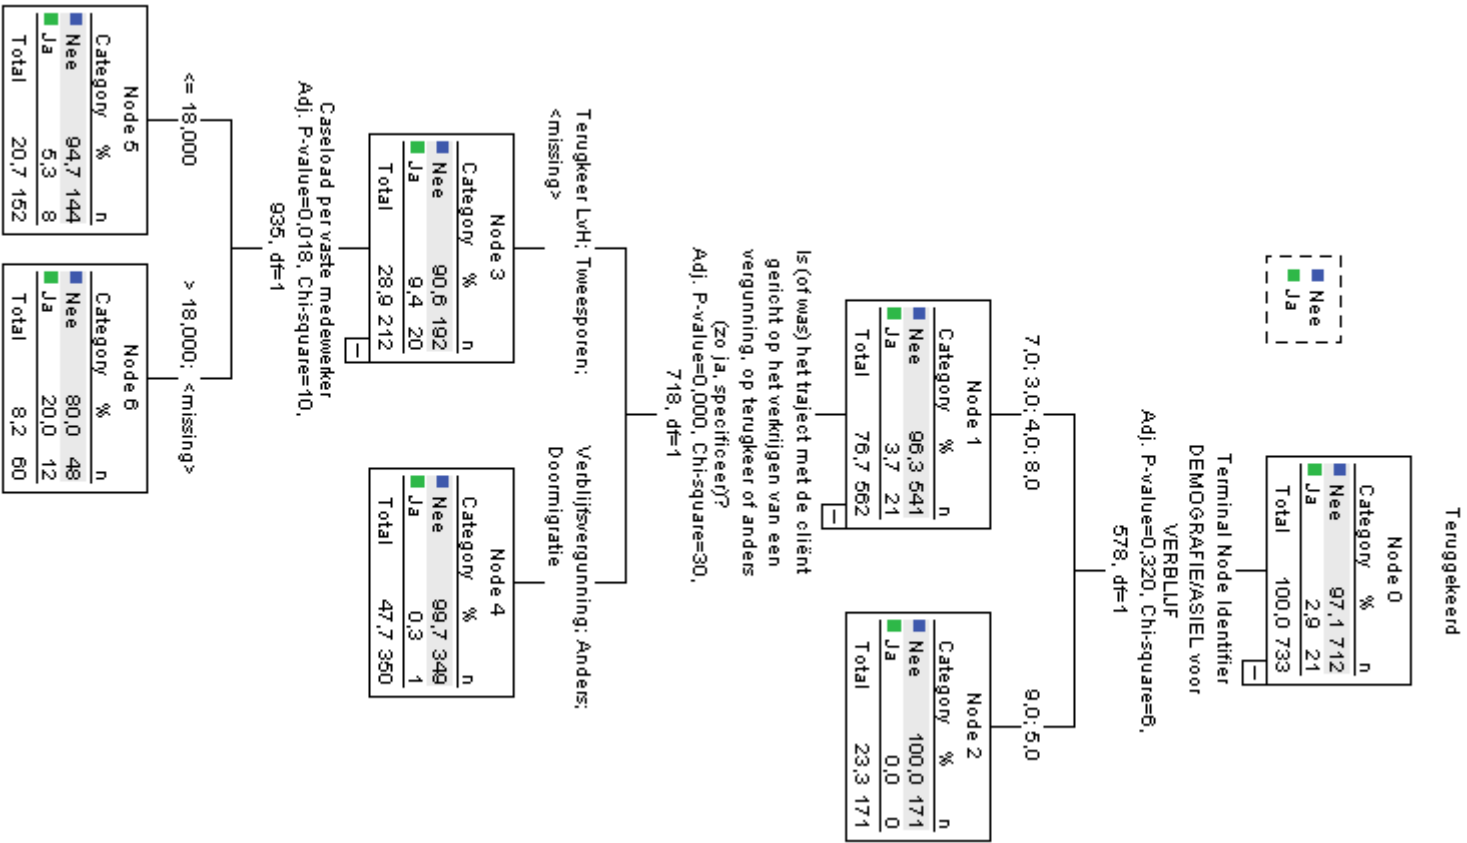 Teruggekeerd
Node 0
Category % n
Nee 97,1 712
Ja 2,9 21
Total 100,0 733
Nee
Ja
Terminal Node Identifier
DEMOGRAFIE/ASIEL voor
VERBLIJF
Adj. P-value=0,320, Chi-square=6,
578, df=1
7,0; 3,0; 4,0; 8,0
9,0; 5,0
Node 1
Category % n
Nee 96,3 541
Ja 3,7 21
Total 76,7 562
Node 2
Category % n
Nee 100,0 171
Ja 0,0 0
Total 23,3 171
Is (of was) het traject met de cliënt
gericht op het verkrijgen van een
vergunning, op terugkeer of anders
(zo ja, specificeer)?
Adj. P-value=0,000, Chi-square=30,
718, df=1
Terugkeer LvH; Tweesporen;
<missing>
Verblijfsvergunning; Anders;
Doormigratie
Node 3
Category % n
Nee 90,6 192
Ja 9,4 20
Total 28,9 212
Node 4
Category % n
Nee 99,7 349
Ja 0,3 1
Total 47,7 350
Caseload per vaste medewerker
Adj. P-value=0,018, Chi-square=10,
935, df=1
<= 18,000
> 18,000; <missing>
Node 5
Category % n
Nee 94,7 144
Ja 5,3 8
Total 20,7 152
Node 6
Category % n
Nee 80,0 48
Ja 20,0 12
Total 8,2 60